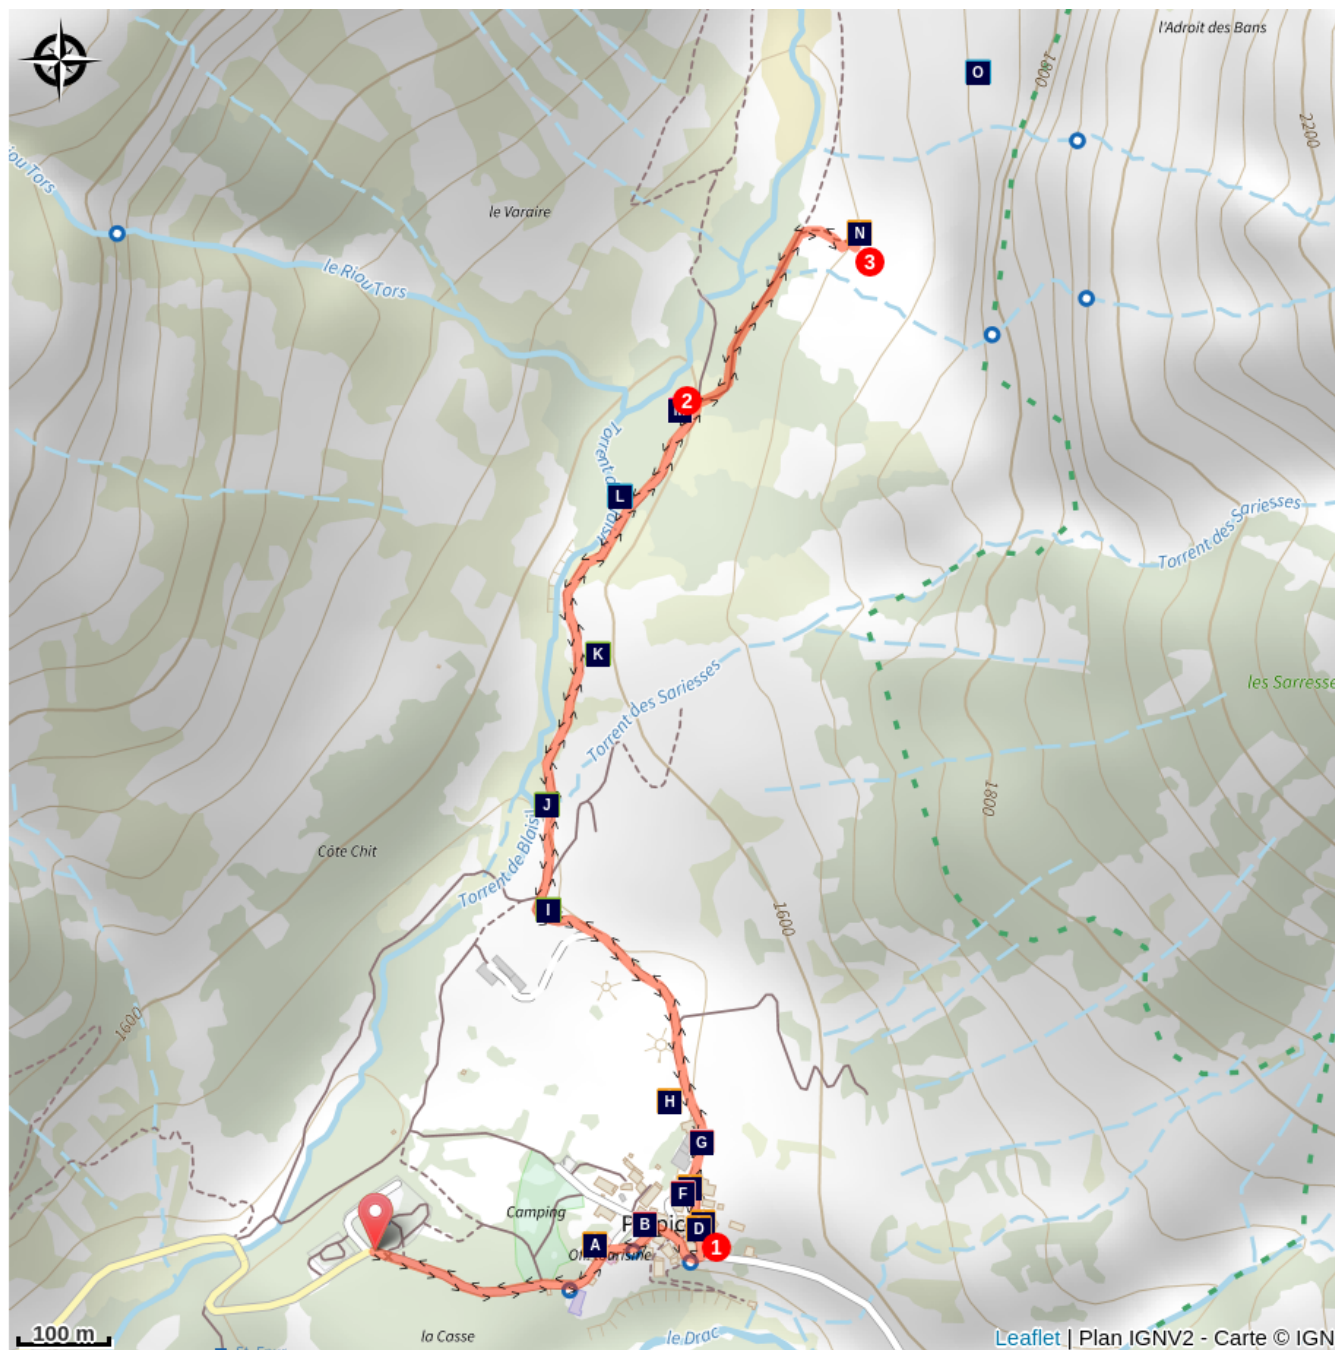 l'Adroit des Bans
O
1800
2200
iou Tors
le Varaire
N
3
le Riou Tors
2
L
Torrent des Sariesses
K
les Sarresse
Torrent des Sariesses
J
1800
Côte Chit
Torrent de Blais
I
1600
1600
H
G
F
Camping
B
D
A
1
la Casse
le Drac
100 m
Leaflet | Plan IGNV2 - Carte © IGN